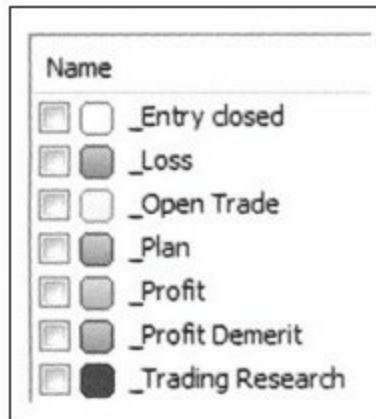 Name
_Entry closed
_Loss
_Open Trade
_Plan
_Profit
_Profit Demerit
_Trading Research